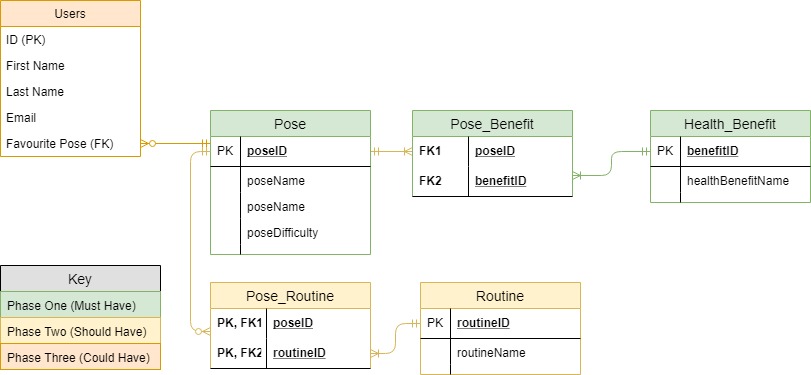 Users
ID (PK)
First Name
Last Name
Email
Favourite Pose (FK)
Pose
PK poseID
poseName
poseName
poseDifficulty
Pose_Benefit
FK1 poseID
FK2 benefitID
Health_Benefit
PK benefitID
healthBenefitName
Key
Phase One (Must Have)
Phase Two (Should Have)
Phase Three (Could Have)
Pose_Routine
PK, FK1 poseID
PK, FK2 routineID
Routine
PK routineID
routineName